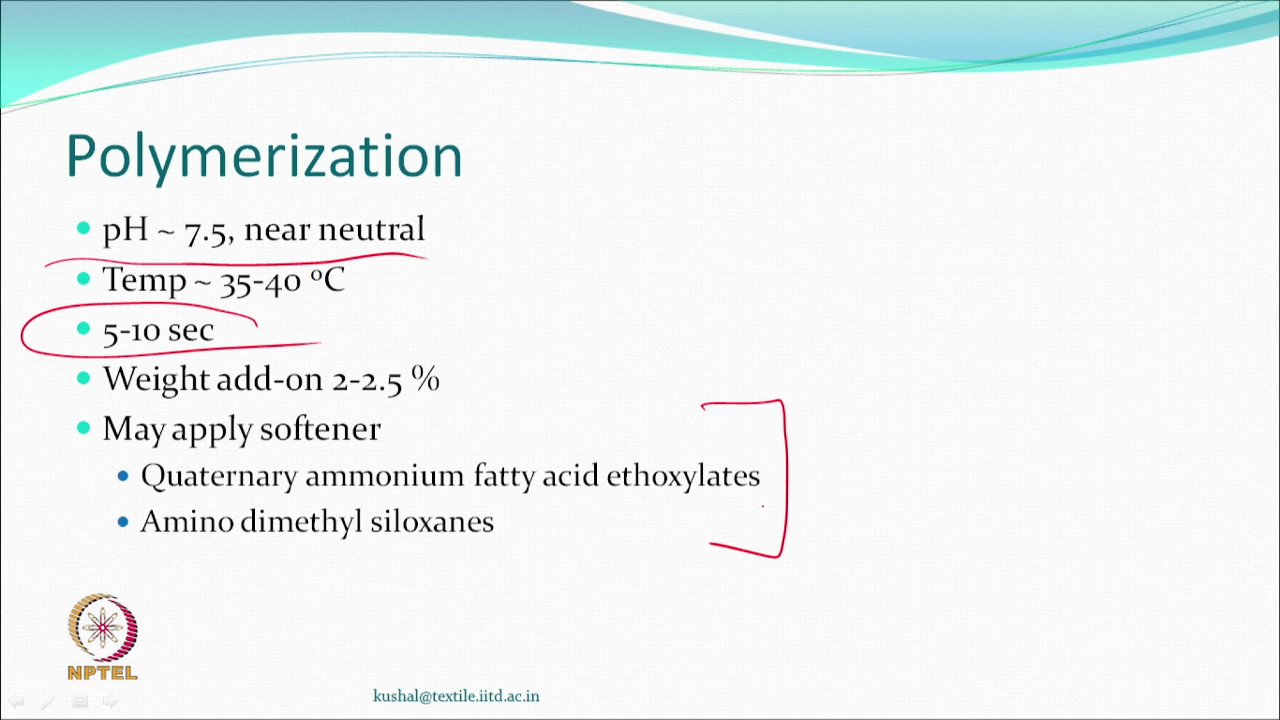 Polymerization
pH ~ 7.5, near neutral
Temp ~ 35-40 ⁰C
5-10 sec
Weight add-on 2-2.5 %
May apply softener
Quaternary ammonium fatty acid ethoxylates
Amino dimethyl siloxanes
NPTEL
kushal@textile.iitd.ac.in